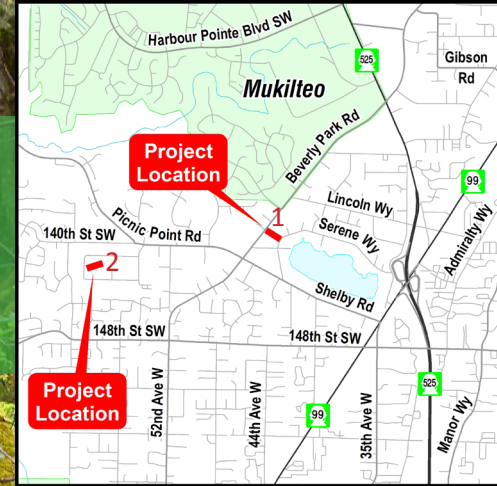 Harbour Pointe Blvd SW
525
Gibson
Rd
Mukilteo
Beverly Park Rd
Project
Location
99
Lincoln Wy
1
Serene Wy
Admiralty Wy
Picnic Point Rd
140th St SW
2
Shelby Rd
148th St SW
148th St SW
Project
Location
52nd Ave W
44th Ave W
99
35th Ave W
525
Manor Wy